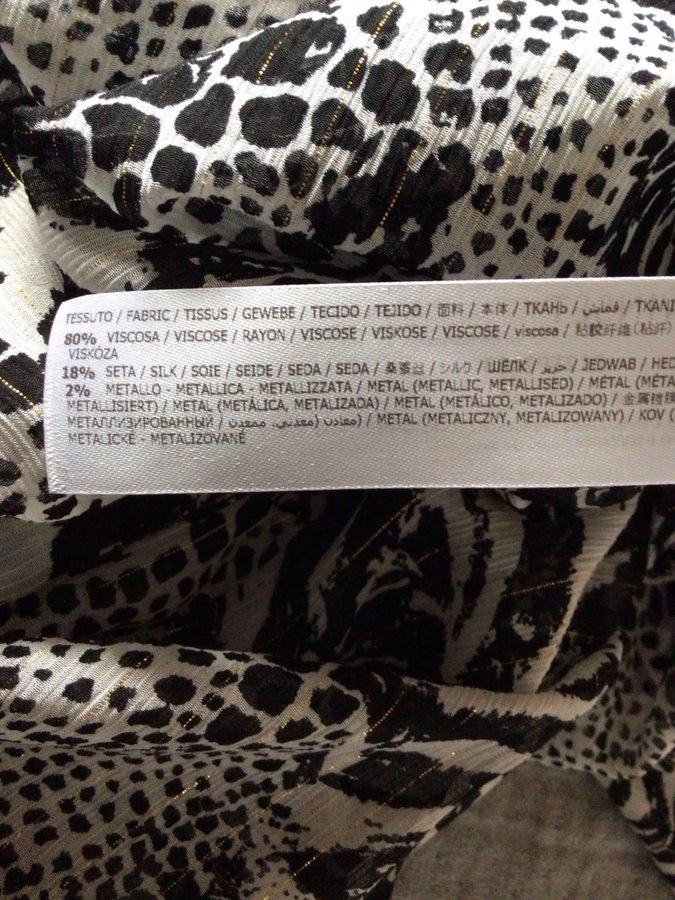 TESSUTO / FABRIC / TISSUS / GEWEBE / TECIDO / TEJIDO / 面料 / 本体 / ТКАНЬ / قماش / TKANI
80% VISCOSA / VISCOSE / RAYON / VISCOSE / VISKOSE / VISCOSE / viscosa / 粘胶纤维(粘纤)
VISKÓZA
18% SETA / SILK / SOIE / SEIDE / SEDA / SEDA / 桑蚕丝 / シルク / ШЁЛК / حرير / JEDWAB / HED
2% METALLO - METALLICA - METALLIZZATA / METAL (METALLIC, METALLISED) / MÉTAL (MÉTA
METALLISIERT) / METAL (METÁLICA, METALIZADA) / METAL (METÁLICO, METALIZADO) / 金属镀膜
МЕТАЛЛИЗИРОВАННЫЙ / معادن (معدني, ممعدن) / METAL (METALICZNY, METALIZOWANY) / KOV (
METALICKÉ - METALIZOVANÉ